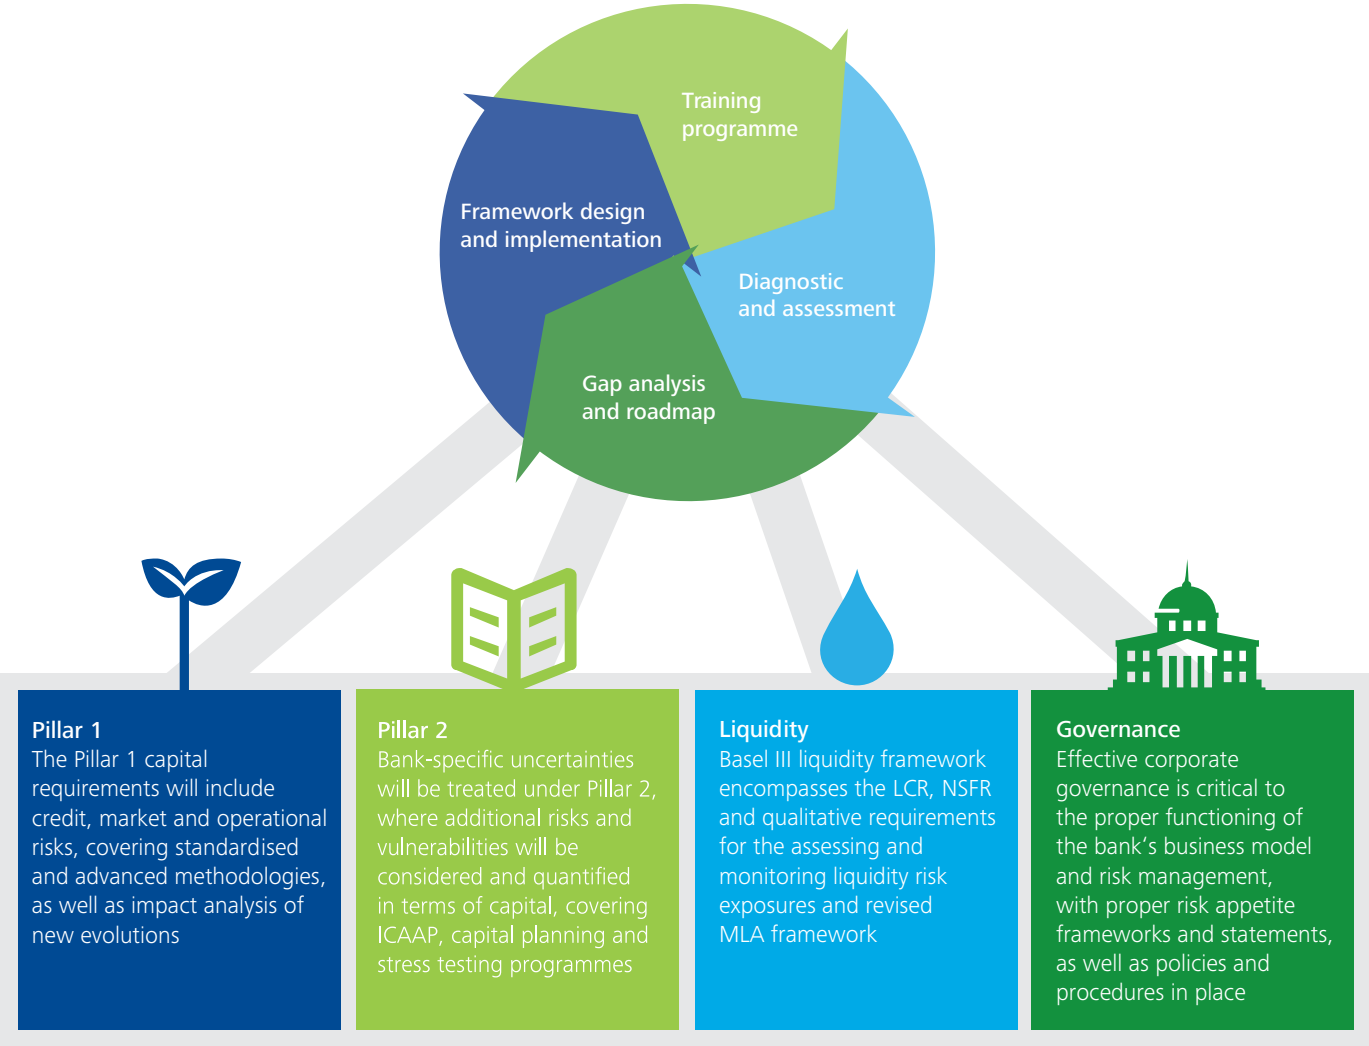 Training
programme
Framework design
and implementation
Diagnostic
and assessment
Gap analysis
and roadmap
Pillar 1
The Pillar 1 capital
requirements will include
credit, market and operational
risks, covering standardised
and advanced methodologies,
as well as impact analysis of
new evolutions
Pillar 2
Bank-specific uncertainties
will be treated under Pillar 2,
where additional risks and
vulnerabilities will be
considered and quantified
in terms of capital, covering
ICAAP, capital planning and
stress testing programmes
Liquidity
Basel III liquidity framework
encompasses the LCR, NSFR
and qualitative requirements
for the assessing and
monitoring liquidity risk
exposures and revised
MLA framework
Governance
Effective corporate
governance is critical to
the proper functioning of
the bank’s business model
and risk management,
with proper risk appetite
frameworks and statements,
as well as policies and
procedures in place